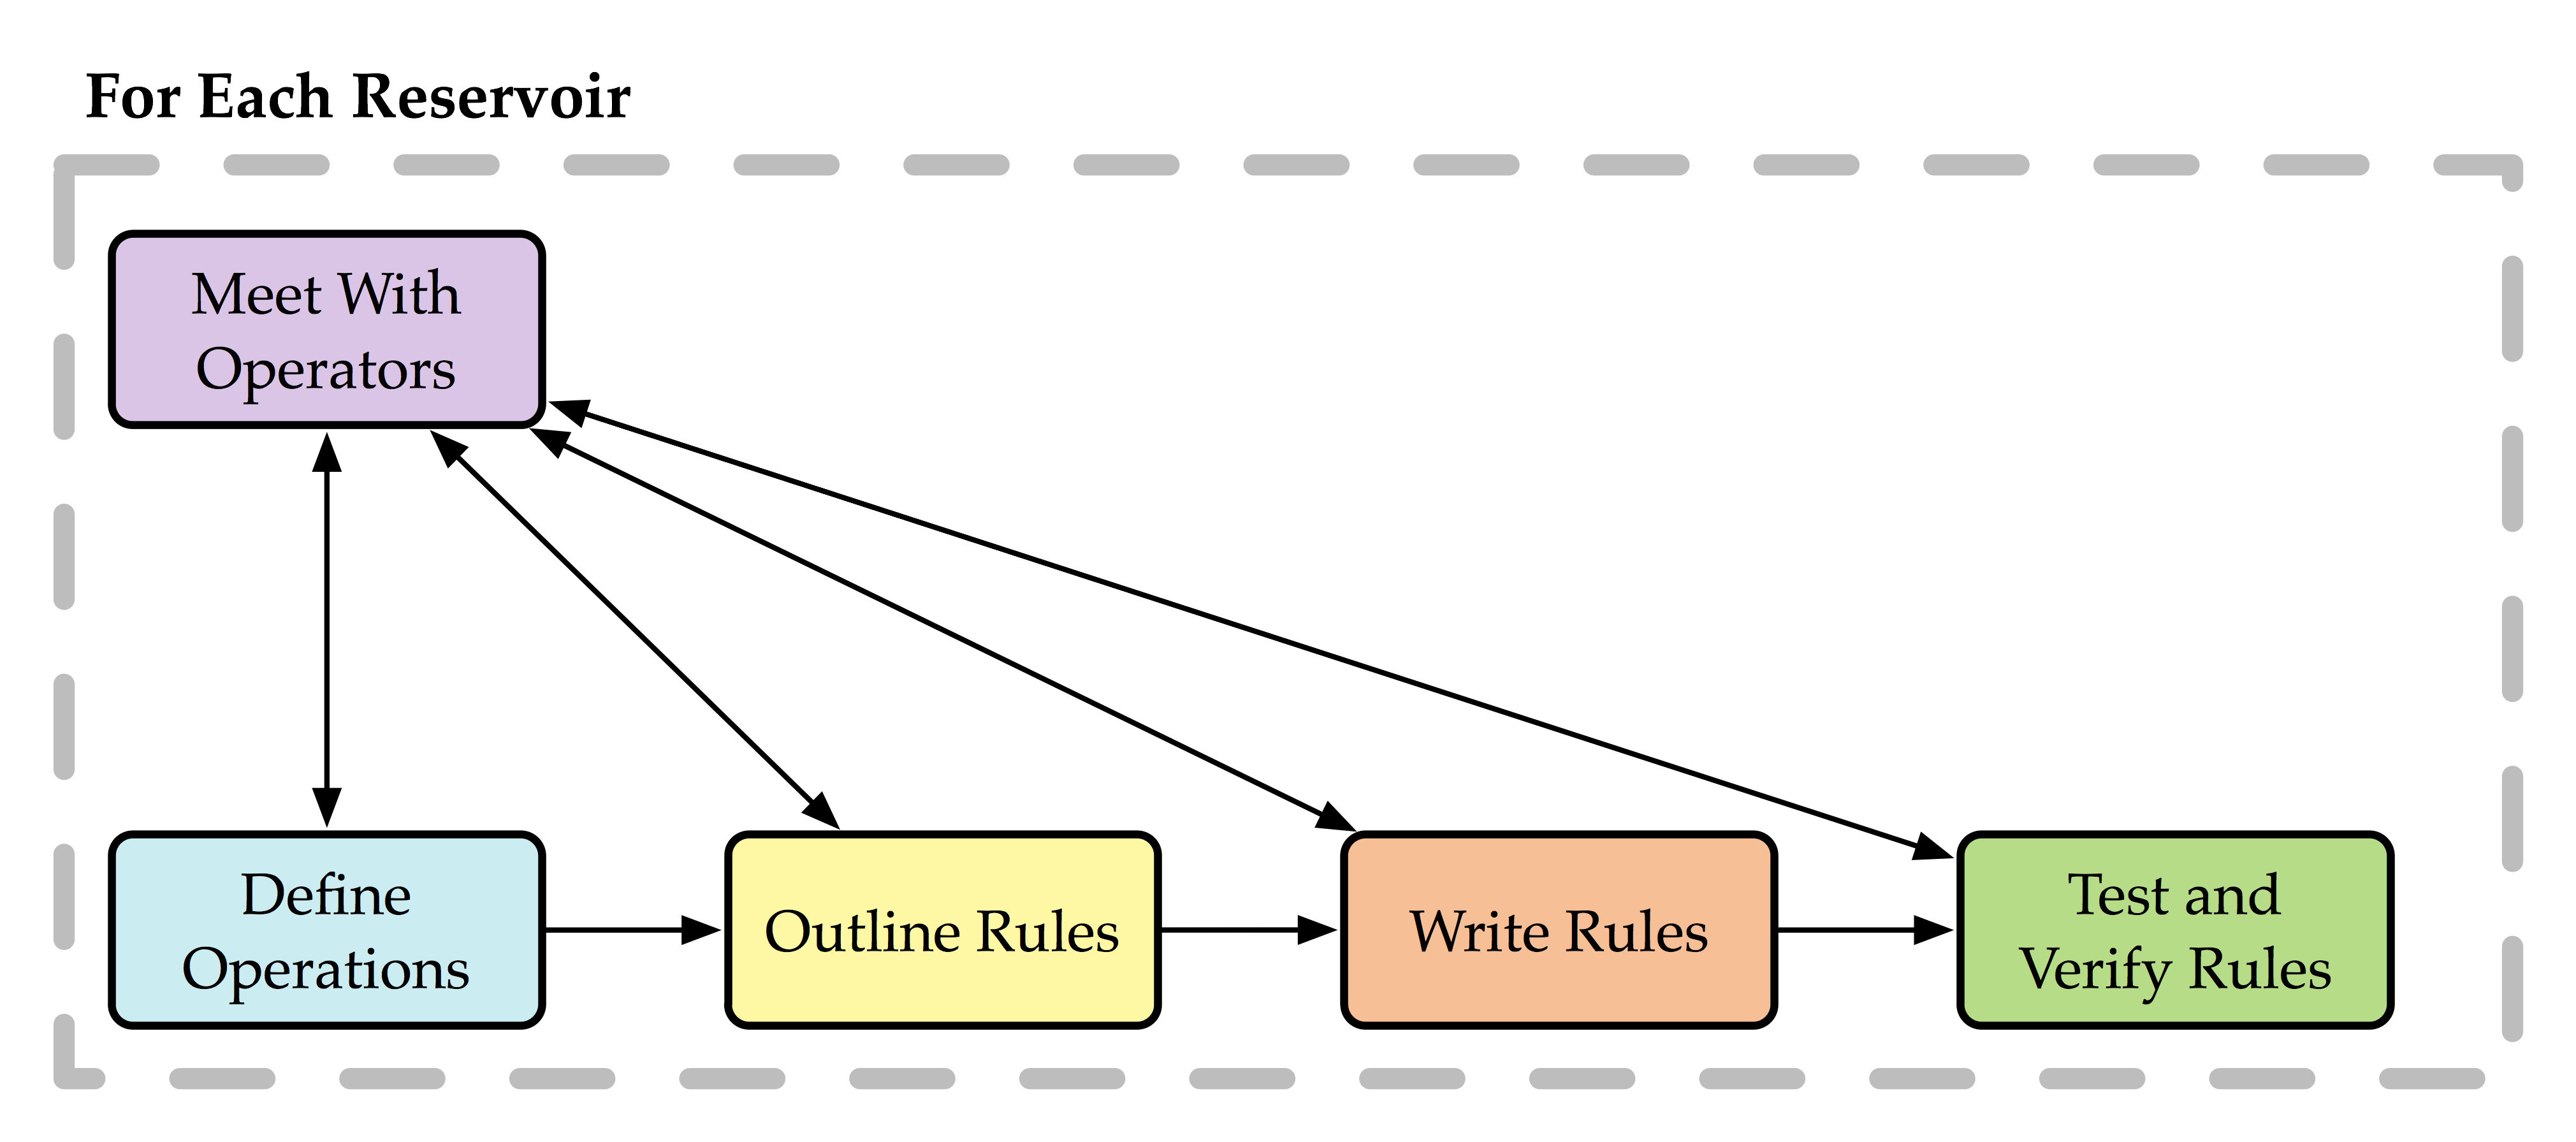 For Each Reservoir
Meet With
Operators
Define
Operations
Outline Rules
Write Rules
Test and
Verify Rules